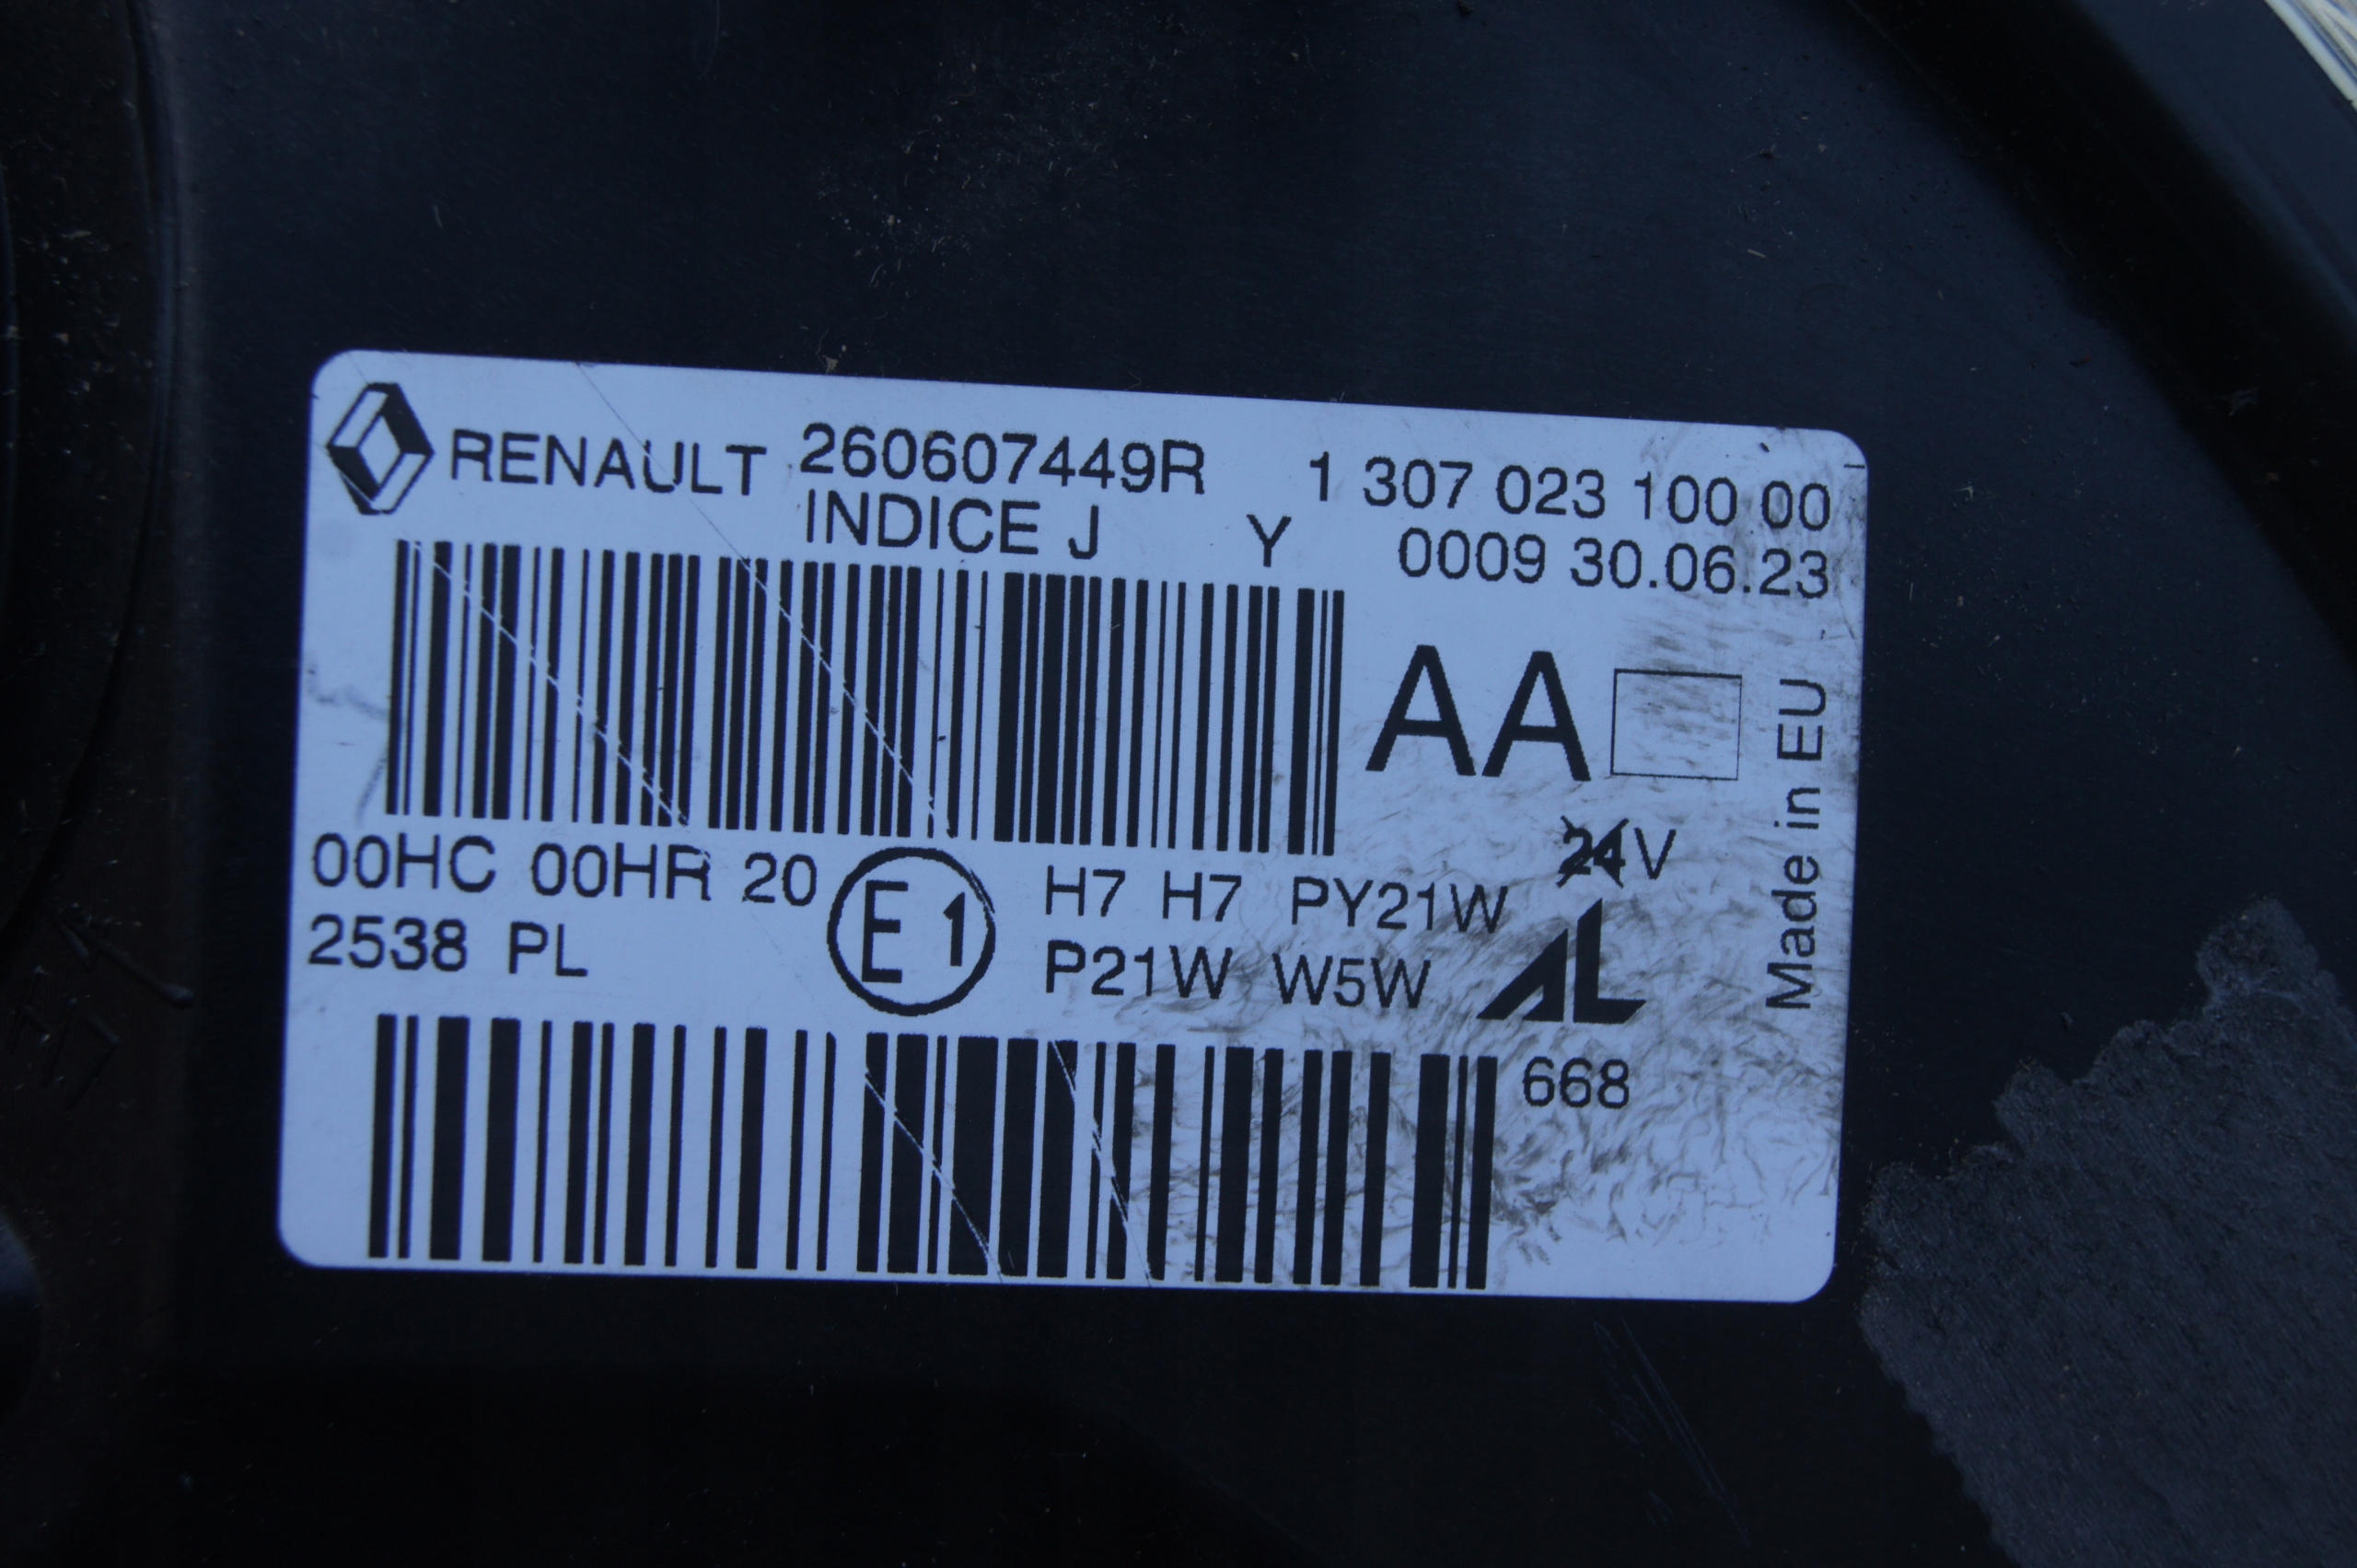 RENAULT 260607449R 1 307 023 100 00
INDICE J Y 0009 30.06.23
AA
Made in EU
24V
00HC 00HR 20 E1 H7 H7 PY21W
2538 PL P21W W5W AL
668